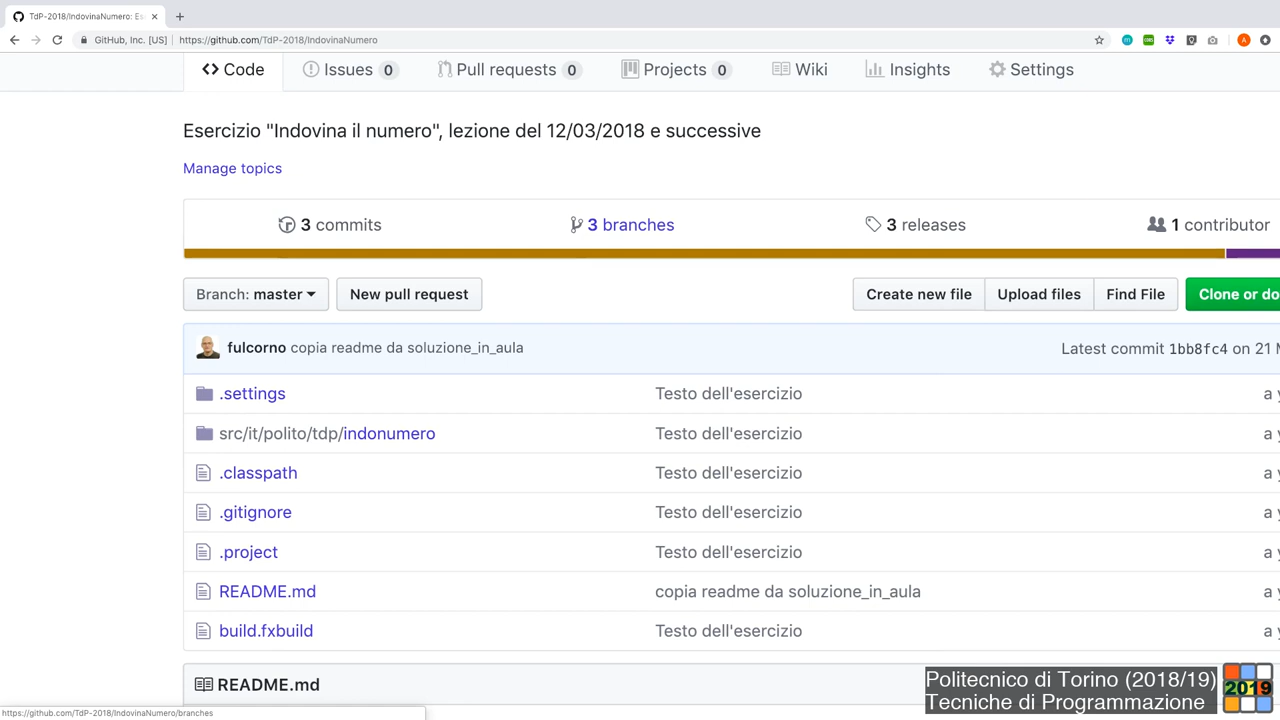 TdP-2018/IndovinaNumero: Es
GitHub, Inc. [US] https://github.com/TdP-2018/IndovinaNumero
Code Issues 0 Pull requests 0 Projects 0 Wiki Insights Settings
Esercizio "Indovina il numero", lezione del 12/03/2018 e successive
Manage topics
3 commits 3 branches 3 releases 1 contributor
Branch: master New pull request Create new file Upload files Find File Clone or do
fulcorno copia readme da soluzione_in_aula Latest commit 1bb8fc4 on 21 M
.settings Testo dell'esercizio a y
src/it/polito/tdp/indonumero Testo dell'esercizio a y
.classpath Testo dell'esercizio a y
.gitignore Testo dell'esercizio a y
.project Testo dell'esercizio a y
README.md copia readme da soluzione_in_aula a y
build.fxbuild Testo dell'esercizio a y
README.md
Politecnico di Torino (2018/19)
Tecniche di Programmazione
2019
https://github.com/TdP-2018/IndovinaNumero/branches